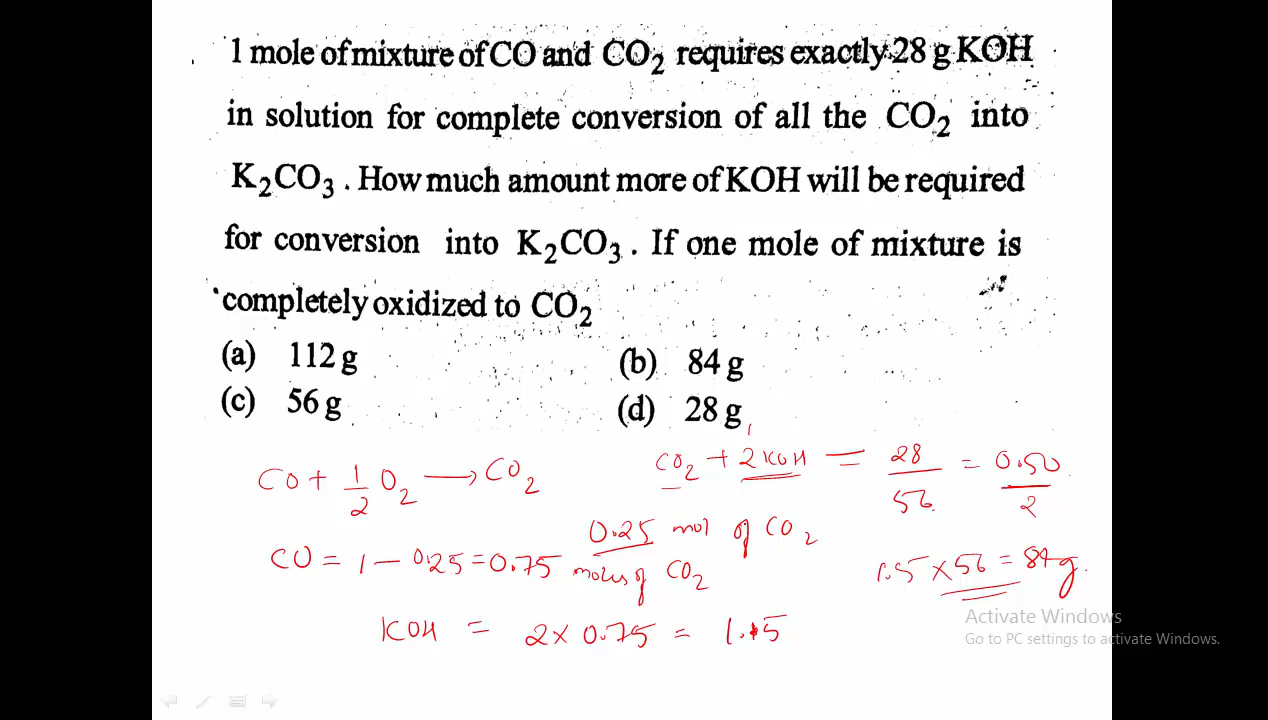 1 mole of mixture of CO and CO₂ requires exactly 28 g KOH
in solution for complete conversion of all the CO₂ into
K₂CO₃. How much amount more of KOH will be required
for conversion into K₂CO₃. If one mole of mixture is
completely oxidized to CO₂
(a) 112 g (b) 84 g
(c) 56 g (d) 28 g
CO + 1/2 O₂ → CO₂ CO₂ + 2KOH = 28/56 = 0.50/2
0.25 mol of CO₂
CO = 1 - 0.25 = 0.75 moles of CO₂ 1.5 × 56 = 84g.
KOH = 2 × 0.75 = 1.5
Activate Windows
Go to PC settings to activate Windows.